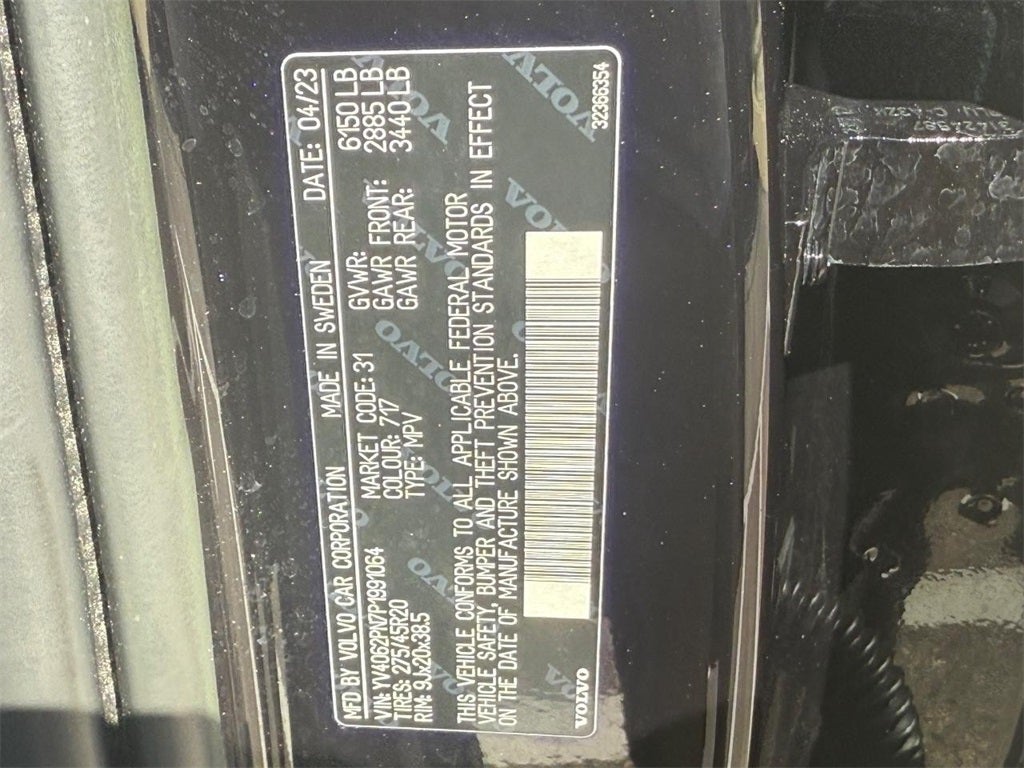 MFD BY VOLVO CAR CORPORATION MADE IN SWEDEN DATE: 04/23
VIN: YV4062PN7P1991064 MARKET CODE: 31 GVWR: 6150 LB
TIRES: 275/45R20 COLOUR: 717 GAWR FRONT: 2885 LB
RIM: 9Jx20x38.5 TYPE: MPV GAWR REAR: 3440 LB
THIS VEHICLE CONFORMS TO ALL APPLICABLE FEDERAL MOTOR
VEHICLE SAFETY, BUMPER AND THEFT PREVENTION STANDARDS IN EFFECT
ON THE DATE OF MANUFACTURE SHOWN ABOVE.
VOLVO 32366354